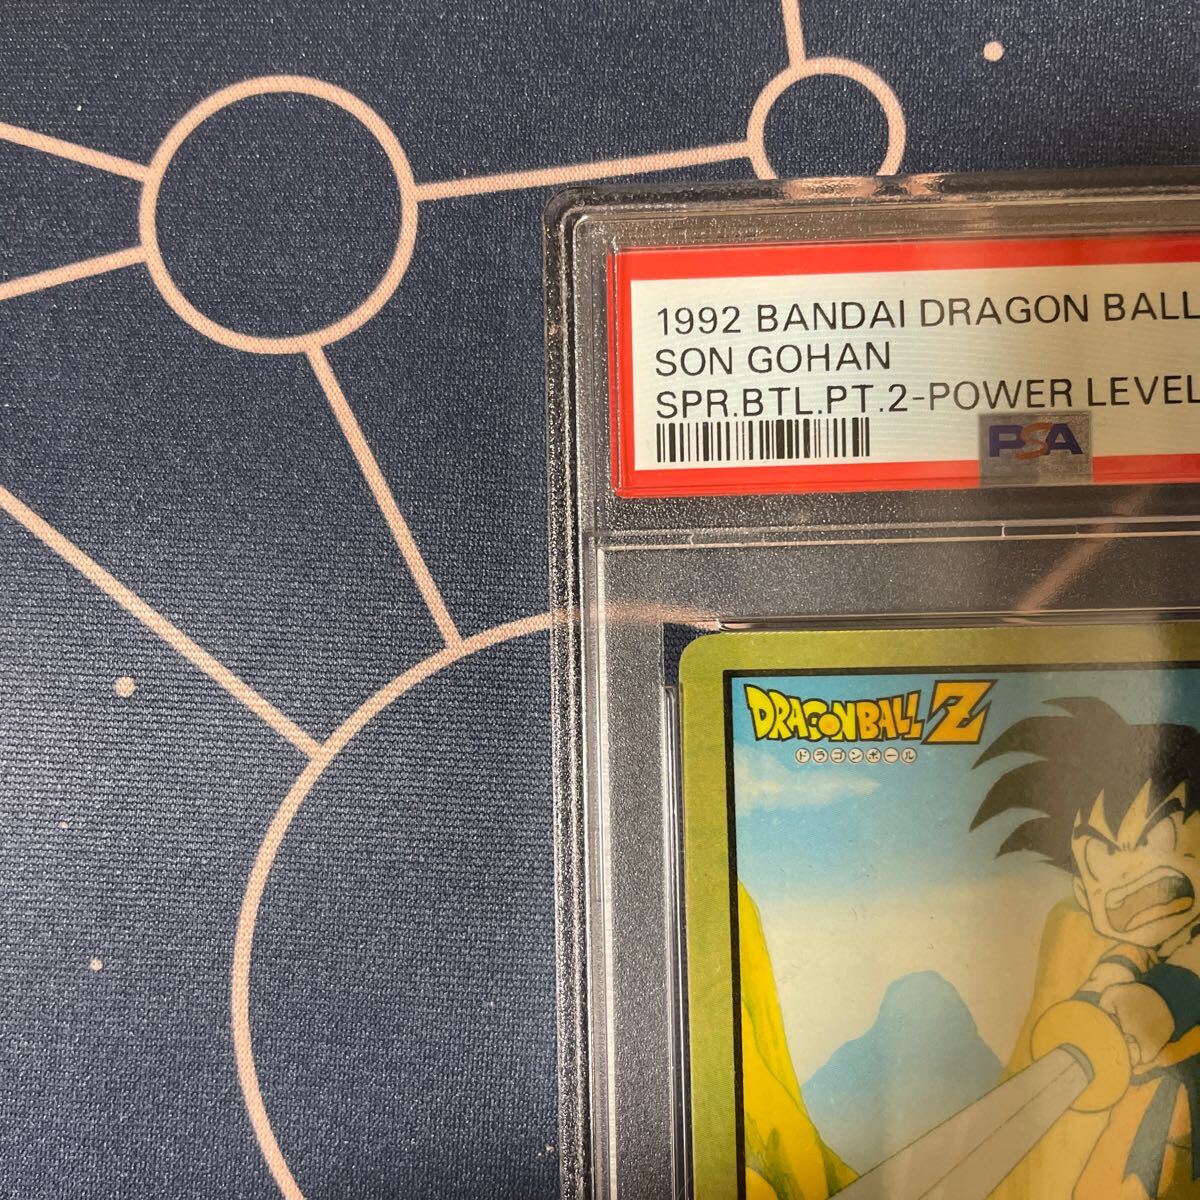 1992 BANDAI DRAGON BALL
SON GOHAN
SPR.BTL.PT.2-POWER LEVEL
PSA
DRAGONBALL Z
ドラゴンボール